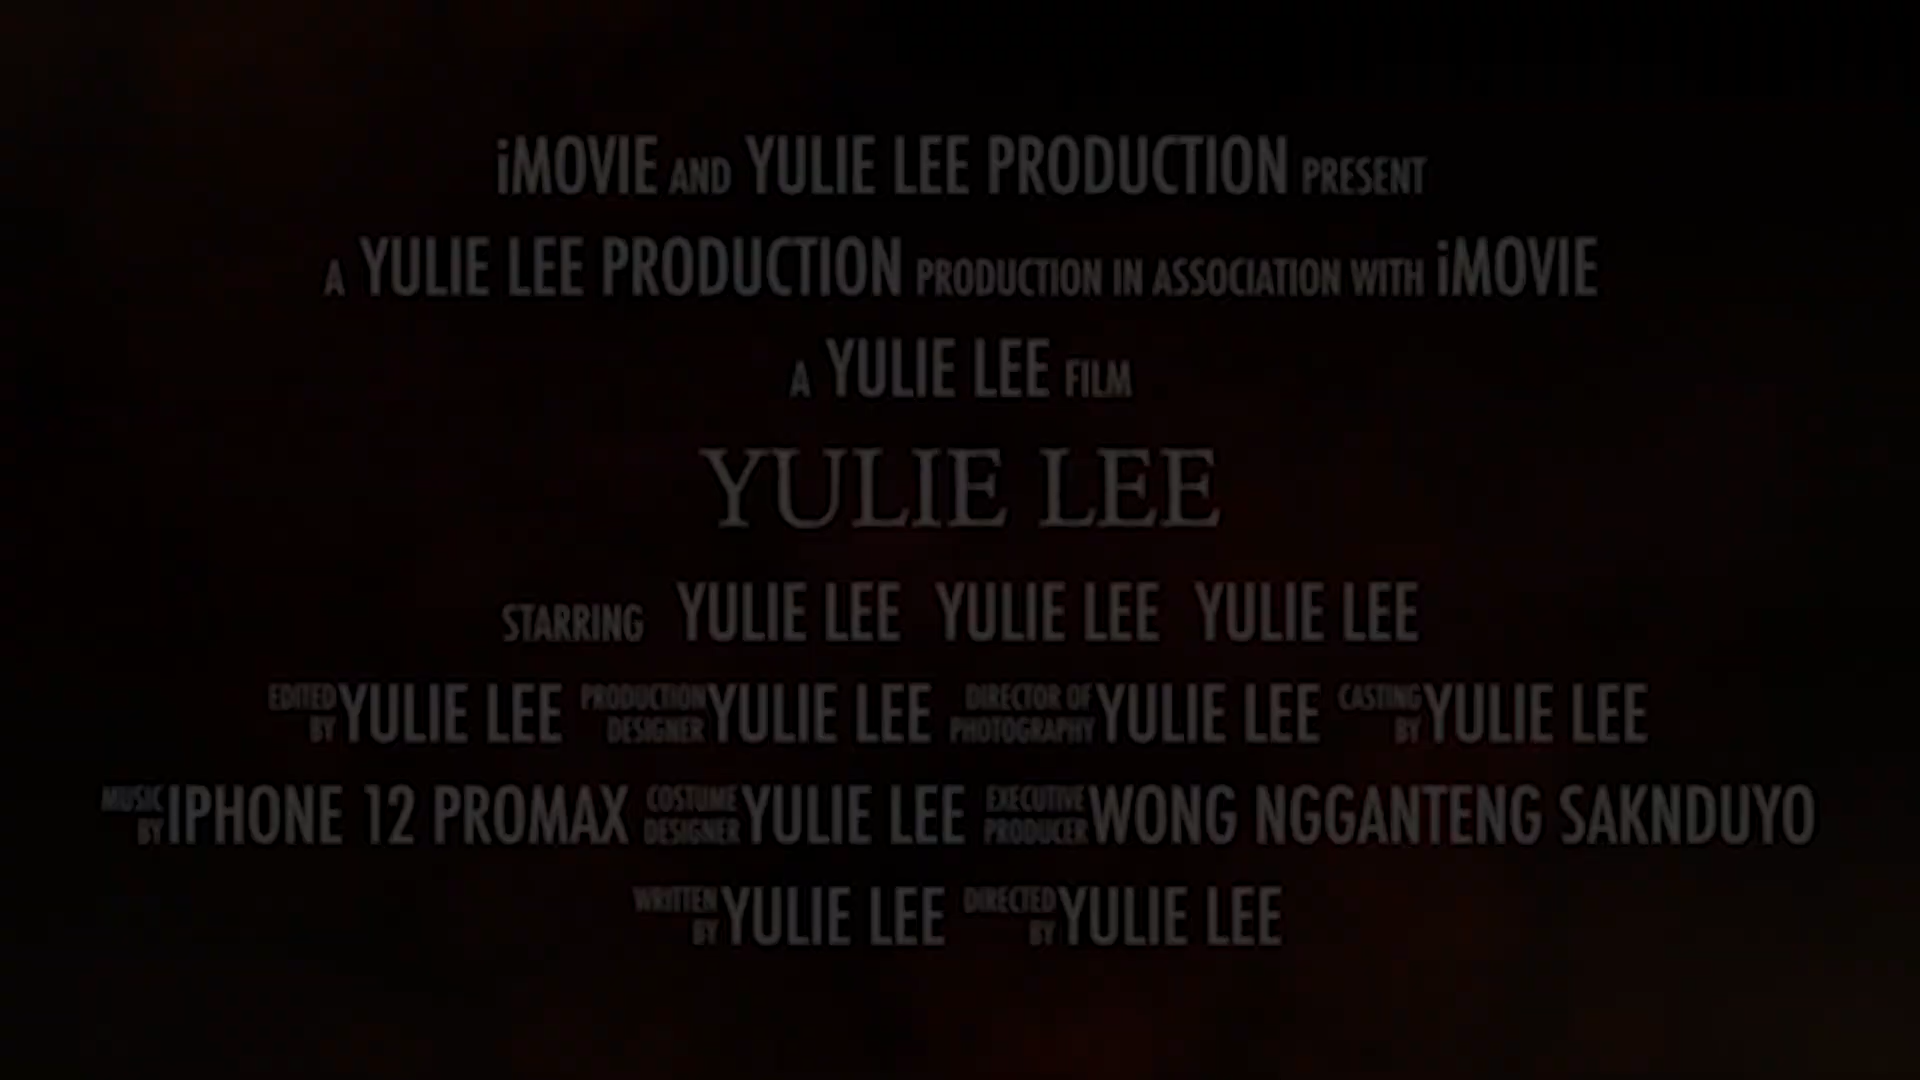 iMOVIE AND YULIE LEE PRODUCTION PRESENT
A YULIE LEE PRODUCTION PRODUCTION IN ASSOCIATION WITH iMOVIE
A YULIE LEE FILM
YULIE LEE
STARRING YULIE LEE YULIE LEE YULIE LEE
EDITED BY YULIE LEE PRODUCTION DESIGNER YULIE LEE DIRECTOR OF PHOTOGRAPHY YULIE LEE CASTING BY YULIE LEE
MUSIC BY IPHONE 12 PROMAX COSTUME DESIGNER YULIE LEE EXECUTIVE PRODUCER WONG NGGANTENG SAKNDUYO
WRITTEN BY YULIE LEE DIRECTED BY YULIE LEE